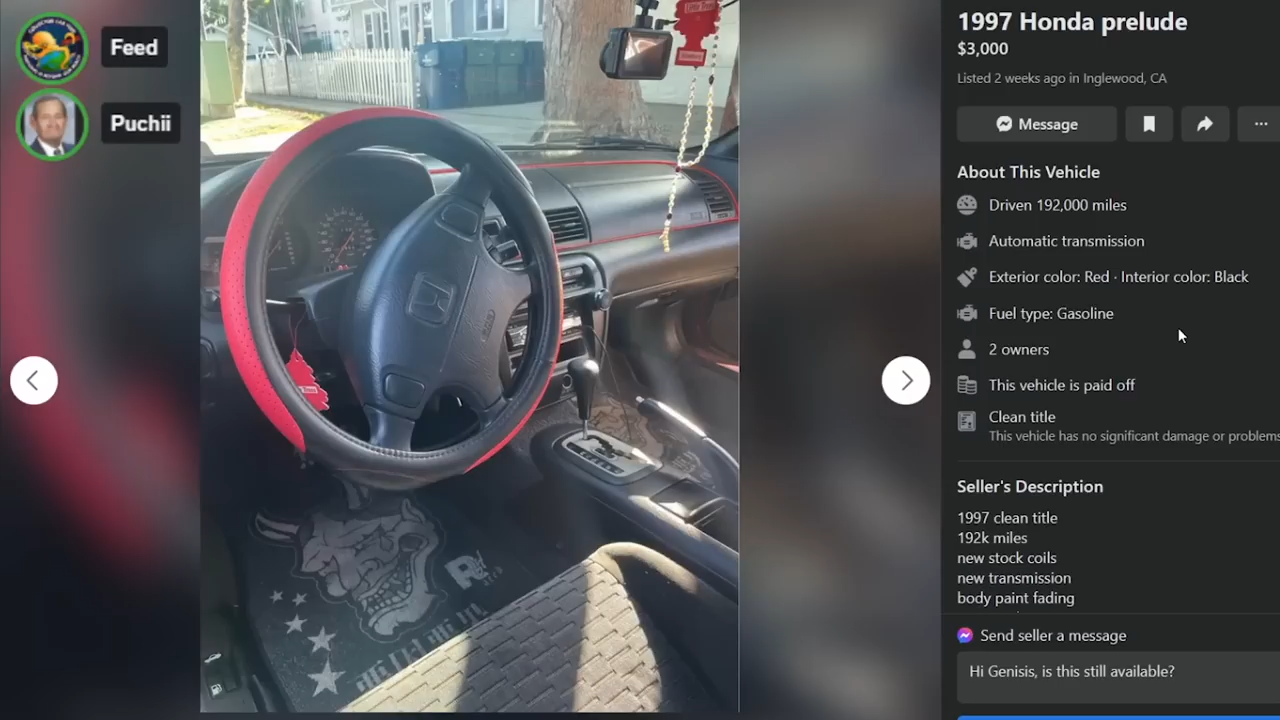 Feed
Puchii
1997 Honda prelude
$3,000
Listed 2 weeks ago in Inglewood, CA
Message
About This Vehicle
Driven 192,000 miles
Automatic transmission
Exterior color: Red · Interior color: Black
Fuel type: Gasoline
2 owners
This vehicle is paid off
Clean title
This vehicle has no significant damage or problems
Seller's Description
1997 clean title
192k miles
new stock coils
new transmission
body paint fading
Send seller a message
Hi Genisis, is this still available?